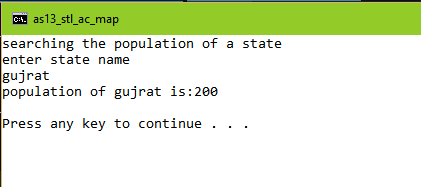 as13_stl_ac_map
searching the population of a state
enter state name
gujrat
population of gujrat is:200
Press any key to continue . . .